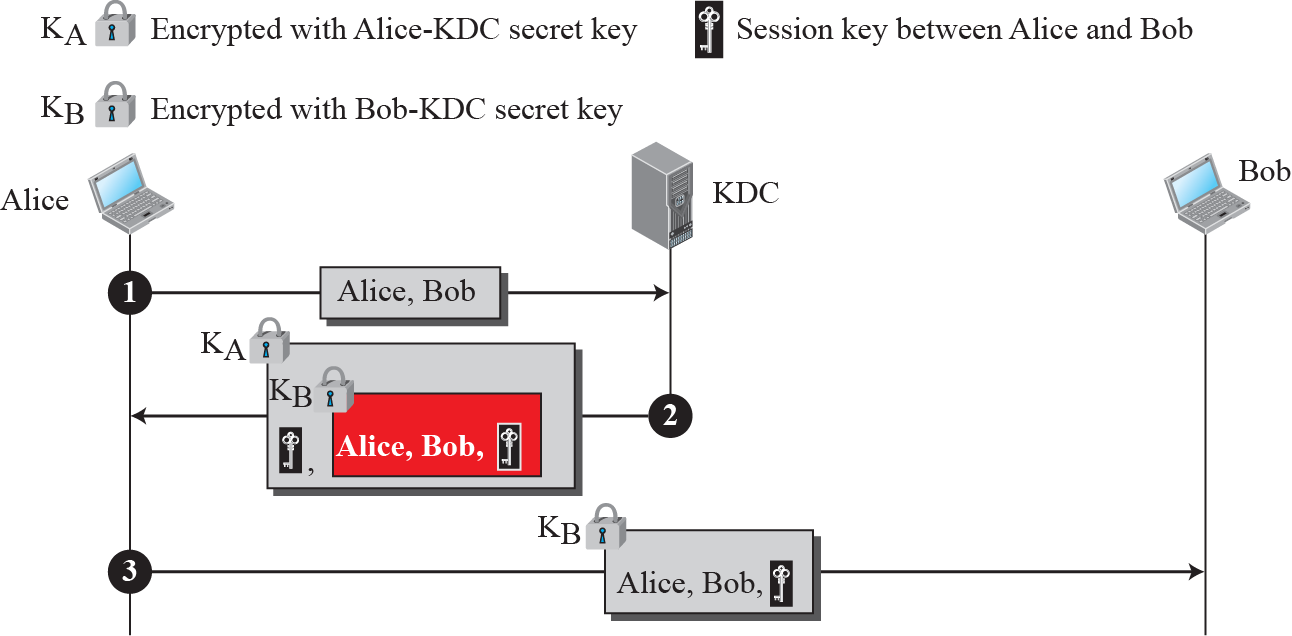 KA Encrypted with Alice-KDC secret key
Session key between Alice and Bob
KB Encrypted with Bob-KDC secret key
Alice
KDC
Bob
1
Alice, Bob
KA
KB
2
, Alice, Bob,
KB
3
Alice, Bob,